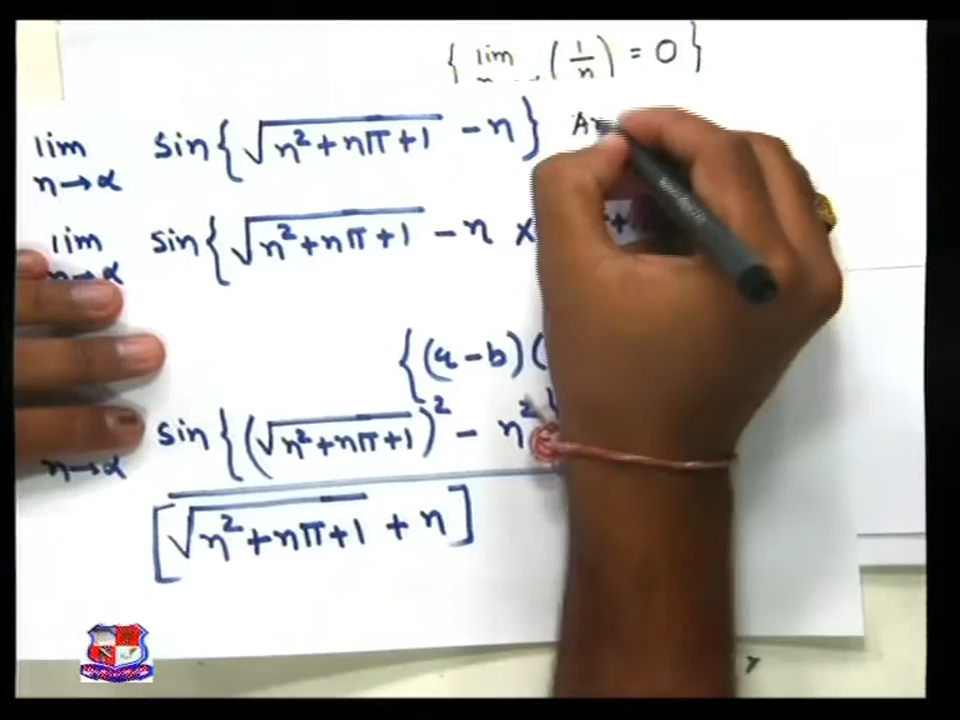 { lim (1/n) = 0 }
lim sin{ √(n²+nπ+1) - n }
n→α
lim sin{ √(n²+nπ+1) - n ×
n→α
{(a-b)(
sin{(√(n²+nπ+1))² - n²
n→α
[√(n²+nπ+1) + n]